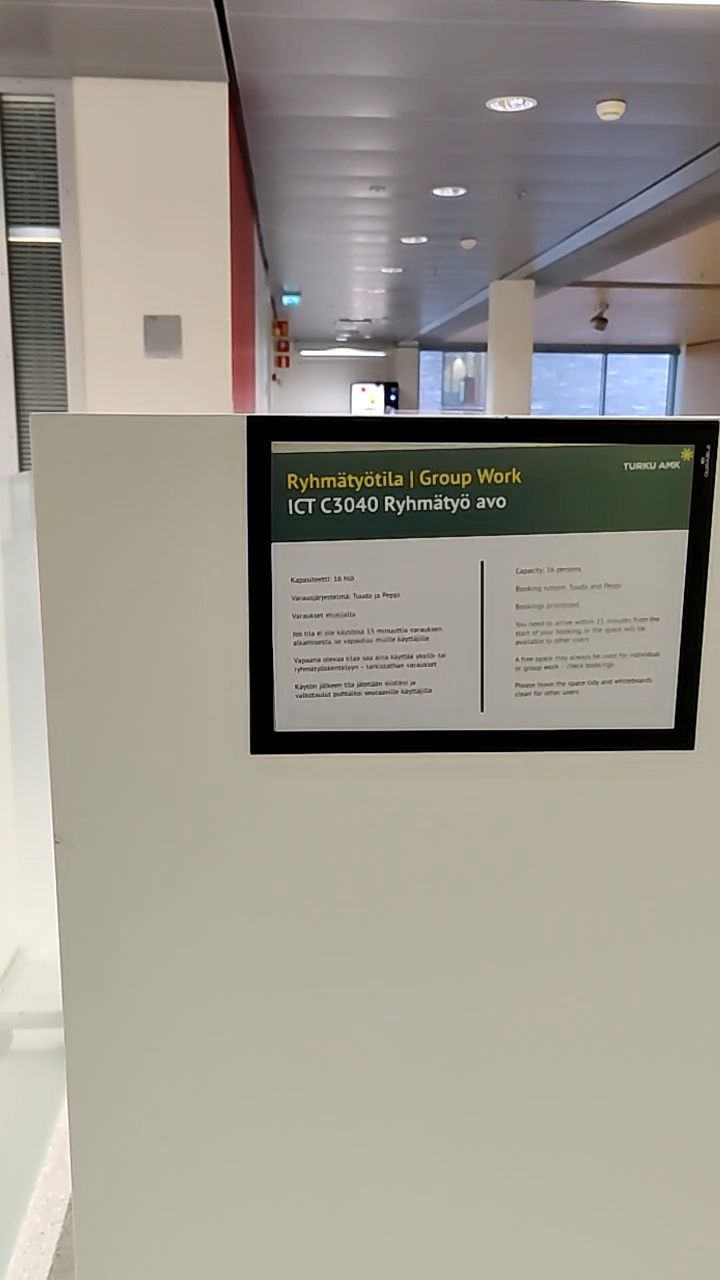 Ryhmätyötila | Group Work
ICT C3040 Ryhmätyö avo
TURKU AMK
Kapasiteetti: 16 hlö
Varausjärjestelmä: Tuudo ja Peppi
Varaukset etusijalla
Jos tila ei ole käytössä 15 minuuttia varauksen
alkamisesta, se vapautuu muille käyttäjille
Vapaana olevaa tilaa saa aina käyttää yksilö- tai
ryhmätyöskentelyyn – tarkistathan varaukset
Käytön jälkeen tila jätetään siistiksi ja
valkotaulut puhtaiksi seuraaville käyttäjille
Capacity: 16 persons
Booking system: Tuudo and Peppi
Bookings prioritized
You need to arrive within 15 minutes from the
start of your booking, or the space will be
available to other users
A free space may always be used for individual
or group work – check bookings
Please leave the space tidy and whiteboards
clean for other users